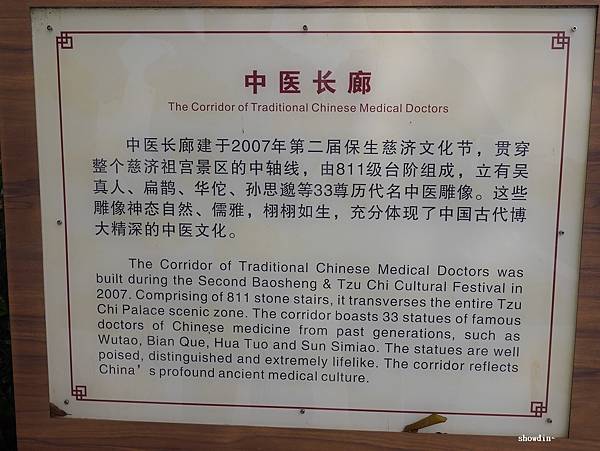 中医长廊
The Corridor of Traditional Chinese Medical Doctors
中医长廊建于2007年第二届保生慈济文化节，贯穿
整个慈济祖宫景区的中轴线，由811级台阶组成，立有吴
真人、扁鹊、华佗、孙思邈等33尊历代名中医雕像。这些
雕像神态自然、儒雅，栩栩如生，充分体现了中国古代博
大精深的中医文化。
The Corridor of Traditional Chinese Medical Doctors was
built during the Second Baosheng & Tzu Chi Cultural Festival in
2007. Comprising of 811 stone stairs, it transverses the entire Tzu
Chi Palace scenic zone. The corridor boasts 33 statues of famous
doctors of Chinese medicine from past generations, such as
Wutao, Bian Que, Hua Tuo and Sun Simiao. The statues are well
poised, distinguished and extremely lifelike. The corridor reflects
China’s profound ancient medical culture.
showdin~